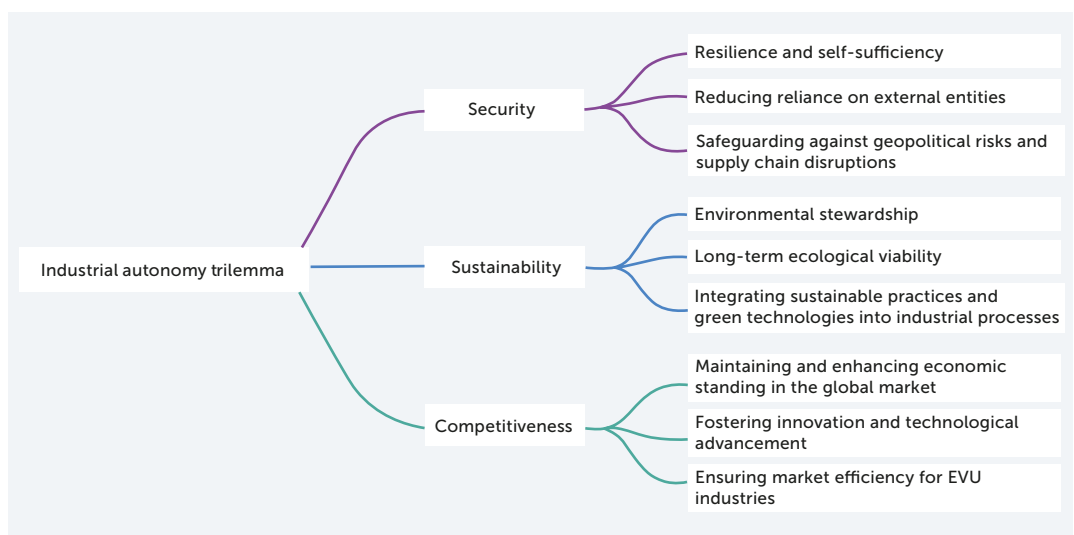 Industrial autonomy trilemma
Security
Resilience and self-sufficiency
Reducing reliance on external entities
Safeguarding against geopolitical risks and
supply chain disruptions
Sustainability
Environmental stewardship
Long-term ecological viability
Integrating sustainable practices and
green technologies into industrial processes
Competitiveness
Maintaining and enhancing economic
standing in the global market
Fostering innovation and technological
advancement
Ensuring market efficiency for EVU
industries